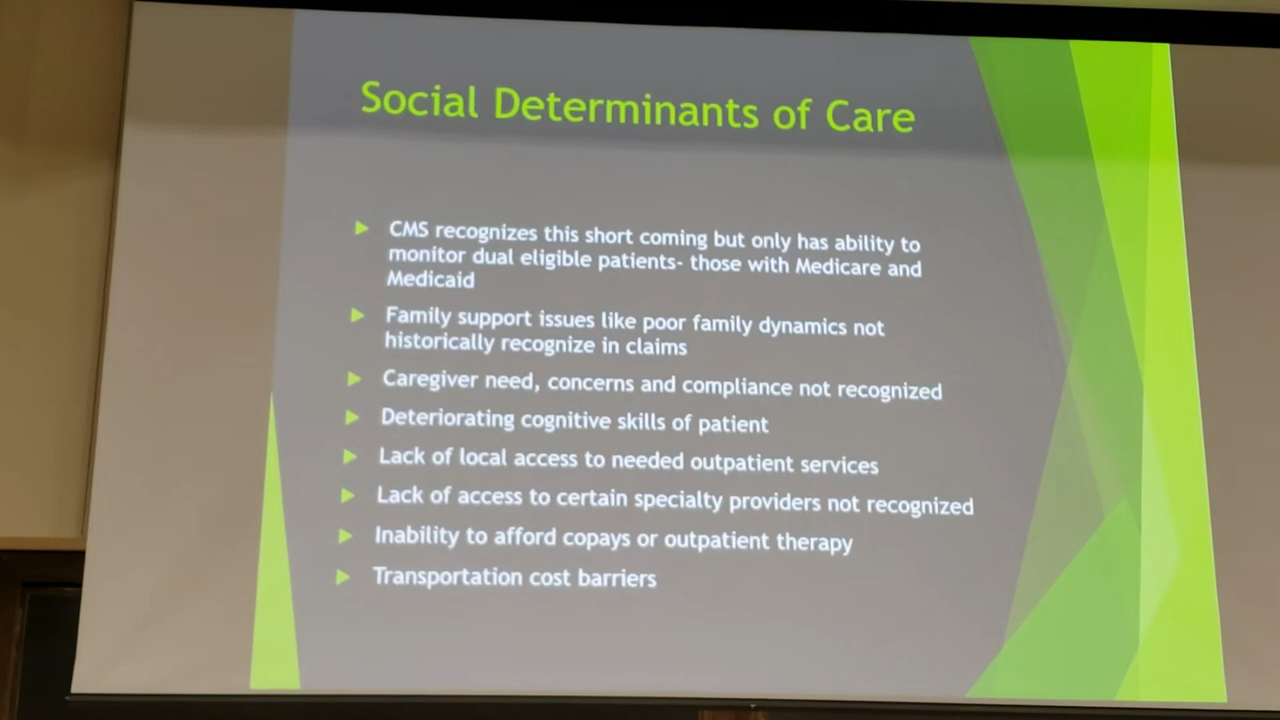 Social Determinants of Care
CMS recognizes this short coming but only has ability to
monitor dual eligible patients- those with Medicare and
Medicaid
Family support issues like poor family dynamics not
historically recognize in claims
Caregiver need, concerns and compliance not recognized
Deteriorating cognitive skills of patient
Lack of local access to needed outpatient services
Lack of access to certain specialty providers not recognized
Inability to afford copays or outpatient therapy
Transportation cost barriers